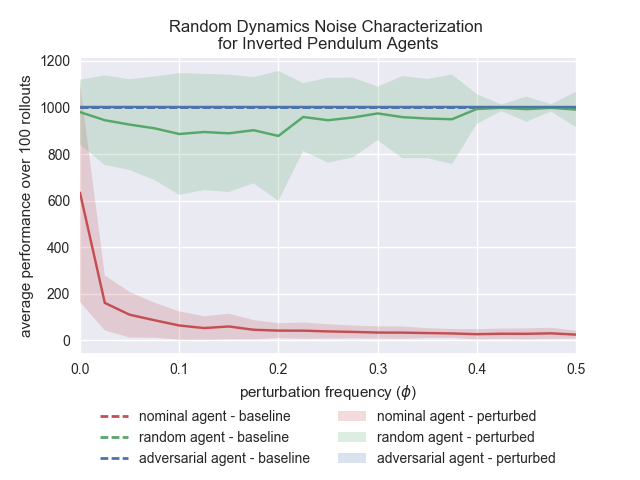 Random Dynamics Noise Characterization
for Inverted Pendulum Agents
average performance over 100 rollouts
1200
1000
800
600
400
200
0
0.0 0.1 0.2 0.3 0.4 0.5
perturbation frequency (ϕ)
nominal agent - baseline
random agent - baseline
adversarial agent - baseline
nominal agent - perturbed
random agent - perturbed
adversarial agent - perturbed